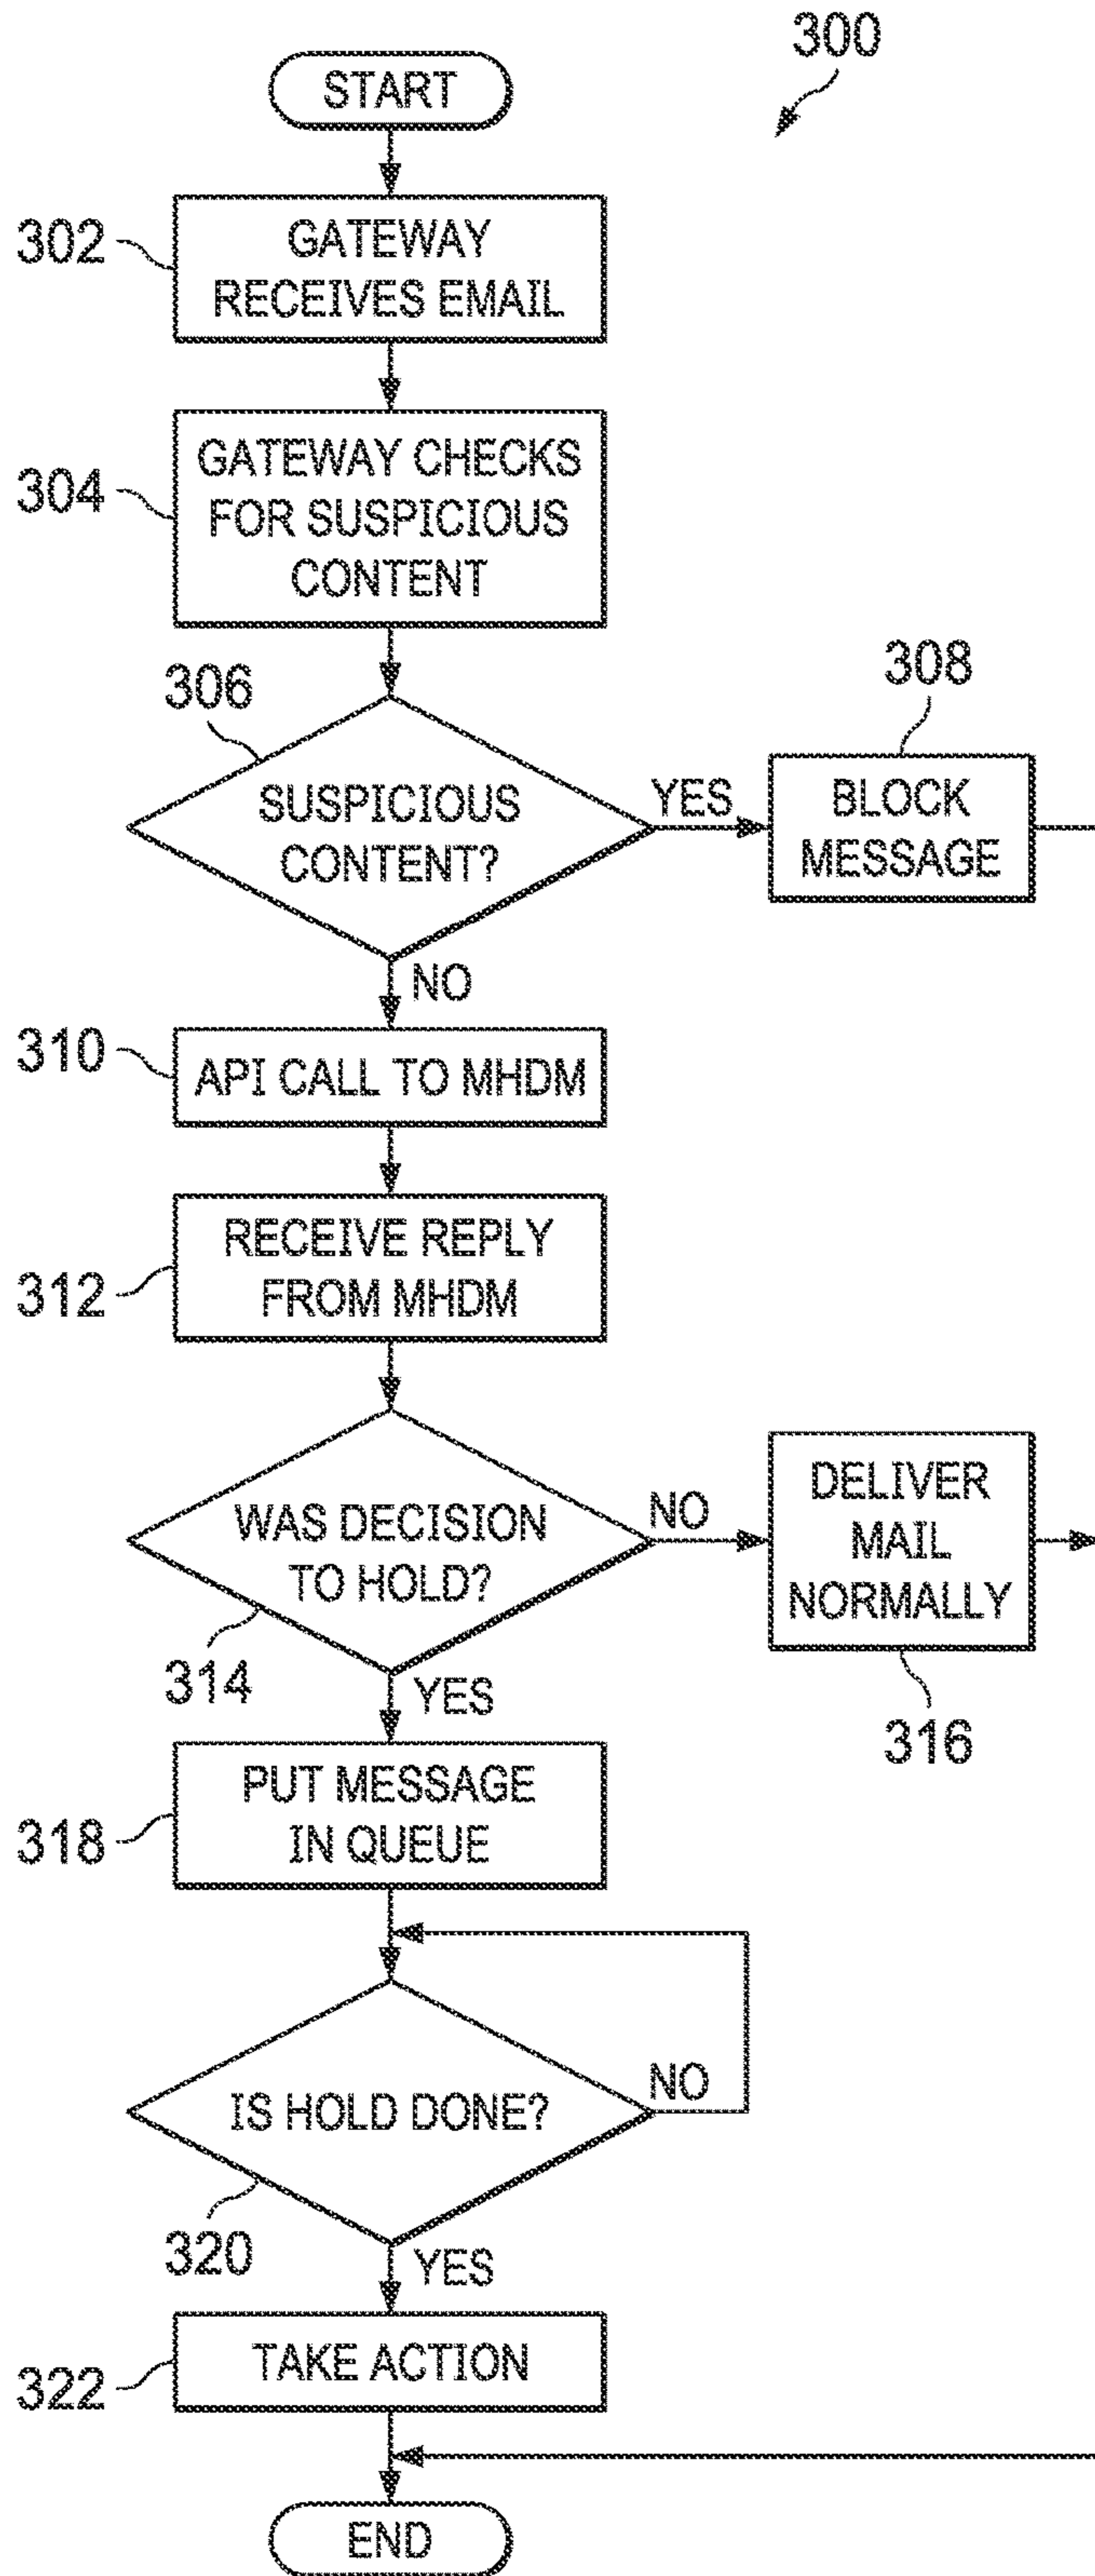 300
START
302
GATEWAY
RECEIVES EMAIL
304
GATEWAY CHECKS
FOR SUSPICIOUS
CONTENT
306
SUSPICIOUS
CONTENT?
YES
308
BLOCK
MESSAGE
NO
310
API CALL TO MHDM
312
RECEIVE REPLY
FROM MHDM
WAS DECISION
TO HOLD?
314
NO
DELIVER
MAIL
NORMALLY
316
YES
318
PUT MESSAGE
IN QUEUE
IS HOLD DONE?
NO
320
YES
322
TAKE ACTION
END